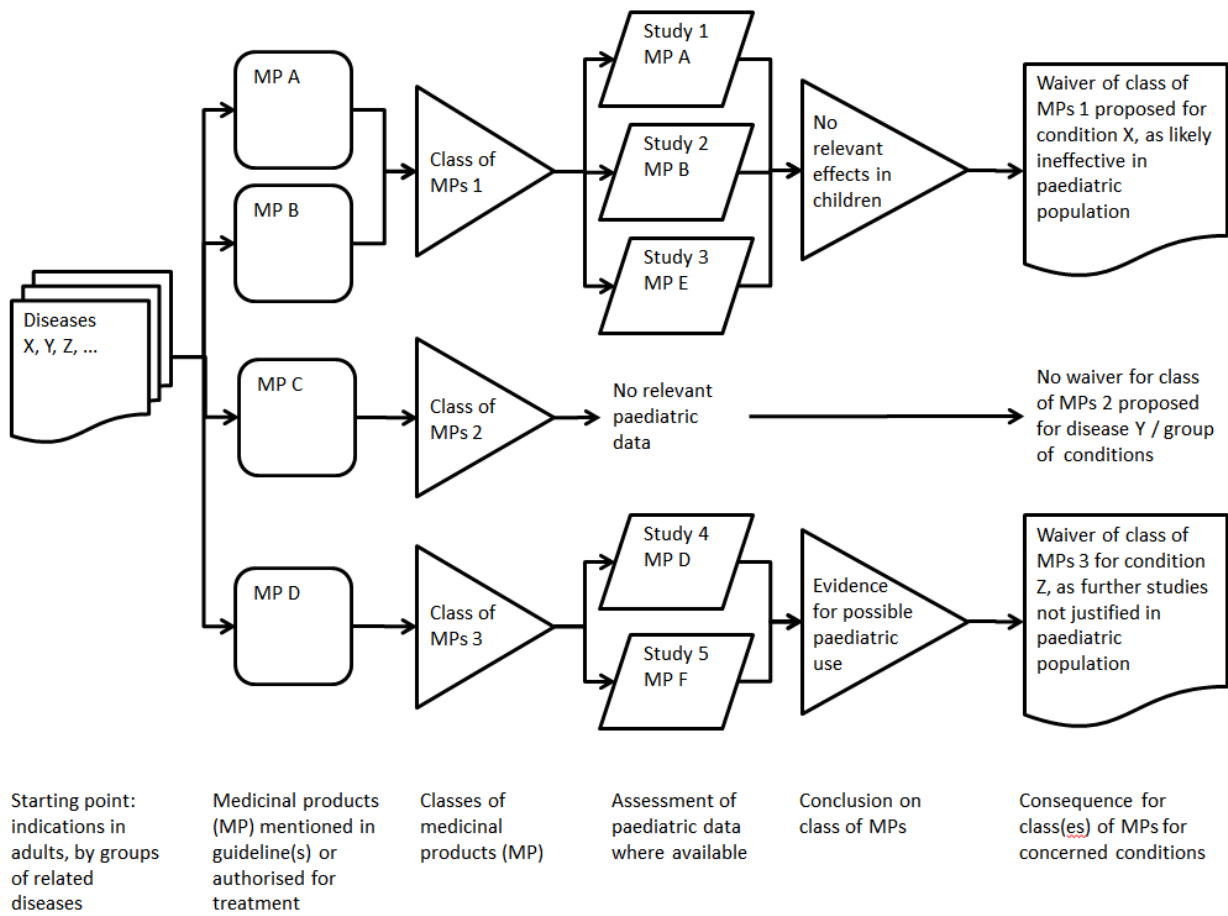 Diseases
X, Y, Z, ...
MP A
MP B
MP C
MP D
Class of
MPs 1
Class of
MPs 2
Class of
MPs 3
Study 1
MP A
Study 2
MP B
Study 3
MP E
No relevant
paediatric
data
Study 4
MP D
Study 5
MP F
No
relevant
effects in
children
Evidence
for possible
paediatric
use
Waiver of class of
MPs 1 proposed
for condition X, as
likely ineffective in
paediatric
population
No waiver for class
of MPs 2 proposed
for disease Y / group
of conditions
Waiver of class of
MPs 3 for condition
Z, as further studies
not justified in
paediatric
population
Starting point:
indications in
adults, by groups
of related
diseases
Medicinal products
(MP) mentioned in
guideline(s) or
authorised for
treatment
Classes of
medicinal
products (MP)
Assessment of
paediatric data
where available
Conclusion on
class of MPs
Consequence for
class(es) of MPs for
concerned conditions